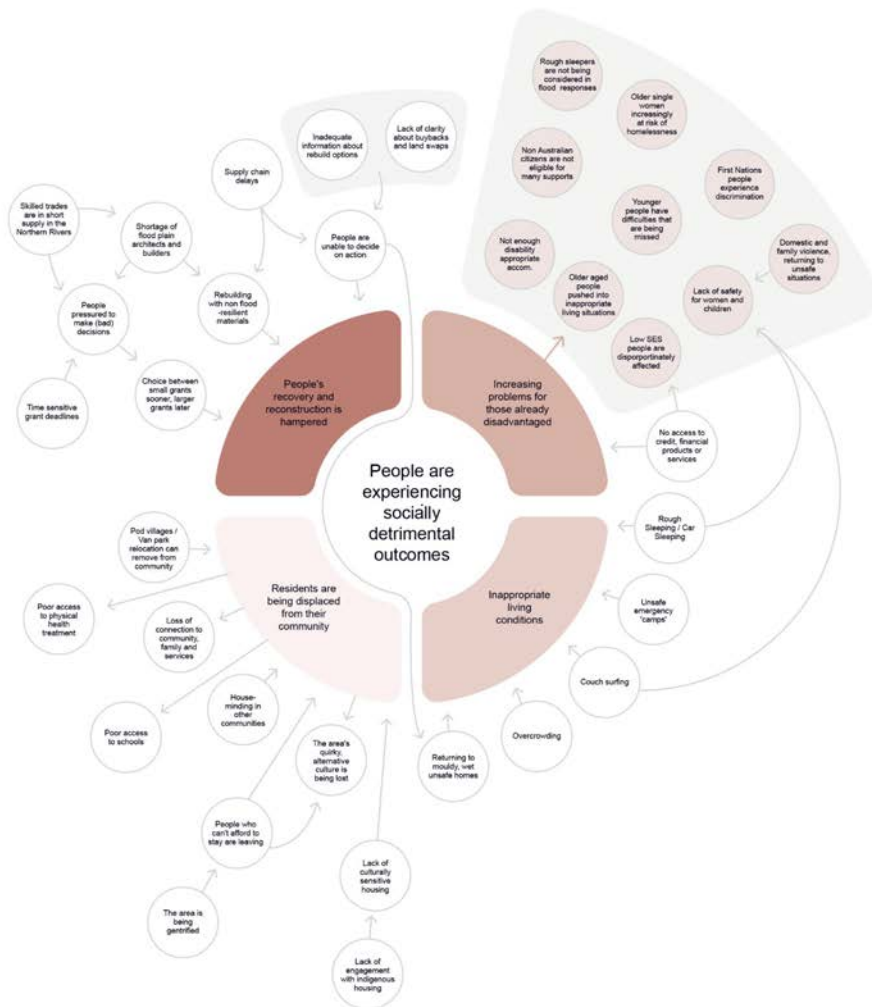 Rough sleepers
are not being
considered in
flood responses
Older single
women
increasingly
at risk of
homelessness
Inadequate
information about
rebuild options
Lack of clarity
about buybacks
and land swaps
Non Australian
citizens are not
eligible for
many supports
First Nations
people
experience
discrimination
Supply chain
delays
Skilled trades
are in short
supply in the
Northern Rivers
Shortage of
flood plain
architects and
builders
People are
unable to decide
on action
Younger
people have
difficulties that
are being
missed
Not enough
disability
appropriate
accom.
Domestic and
family violence,
returning to
unsafe
situations
Older aged
people
pushed into
inappropriate
living situations
Lack of safety
for women and
children
People
pressured to
make (bad)
decisions
Rebuilding
with non flood
-resilient
materials
Low SES
people are
disporportinately
affected
Time sensitive
grant deadlines
Choice between
small grants
sooner, larger
grants later
People's
recovery and
reconstruction is
hampered
Increasing
problems for
those already
disadvantaged
No access to
credit, financial
products or
services
People are
experiencing
socially
detrimental
outcomes
Pod villages /
Van park
relocation can
remove from
community
Rough
Sleeping / Car
Sleeping
Residents are
being displaced
from their
community
Inappropriate
living
conditions
Poor access
to physical
health
treatment
Loss of
connection to
community,
family and
services
Unsafe
emergency
'camps'
Couch surfing
House-
minding in
other
communities
Poor access
to schools
The area's
quirky,
alternative
culture is
being lost
Returning to
mouldy, wet
unsafe homes
Overcrowding
People who
can't afford to
stay are leaving
Lack of
culturally
sensitive
housing
The area is
being
gentrified
Lack of
engagement
with indigenous
housing